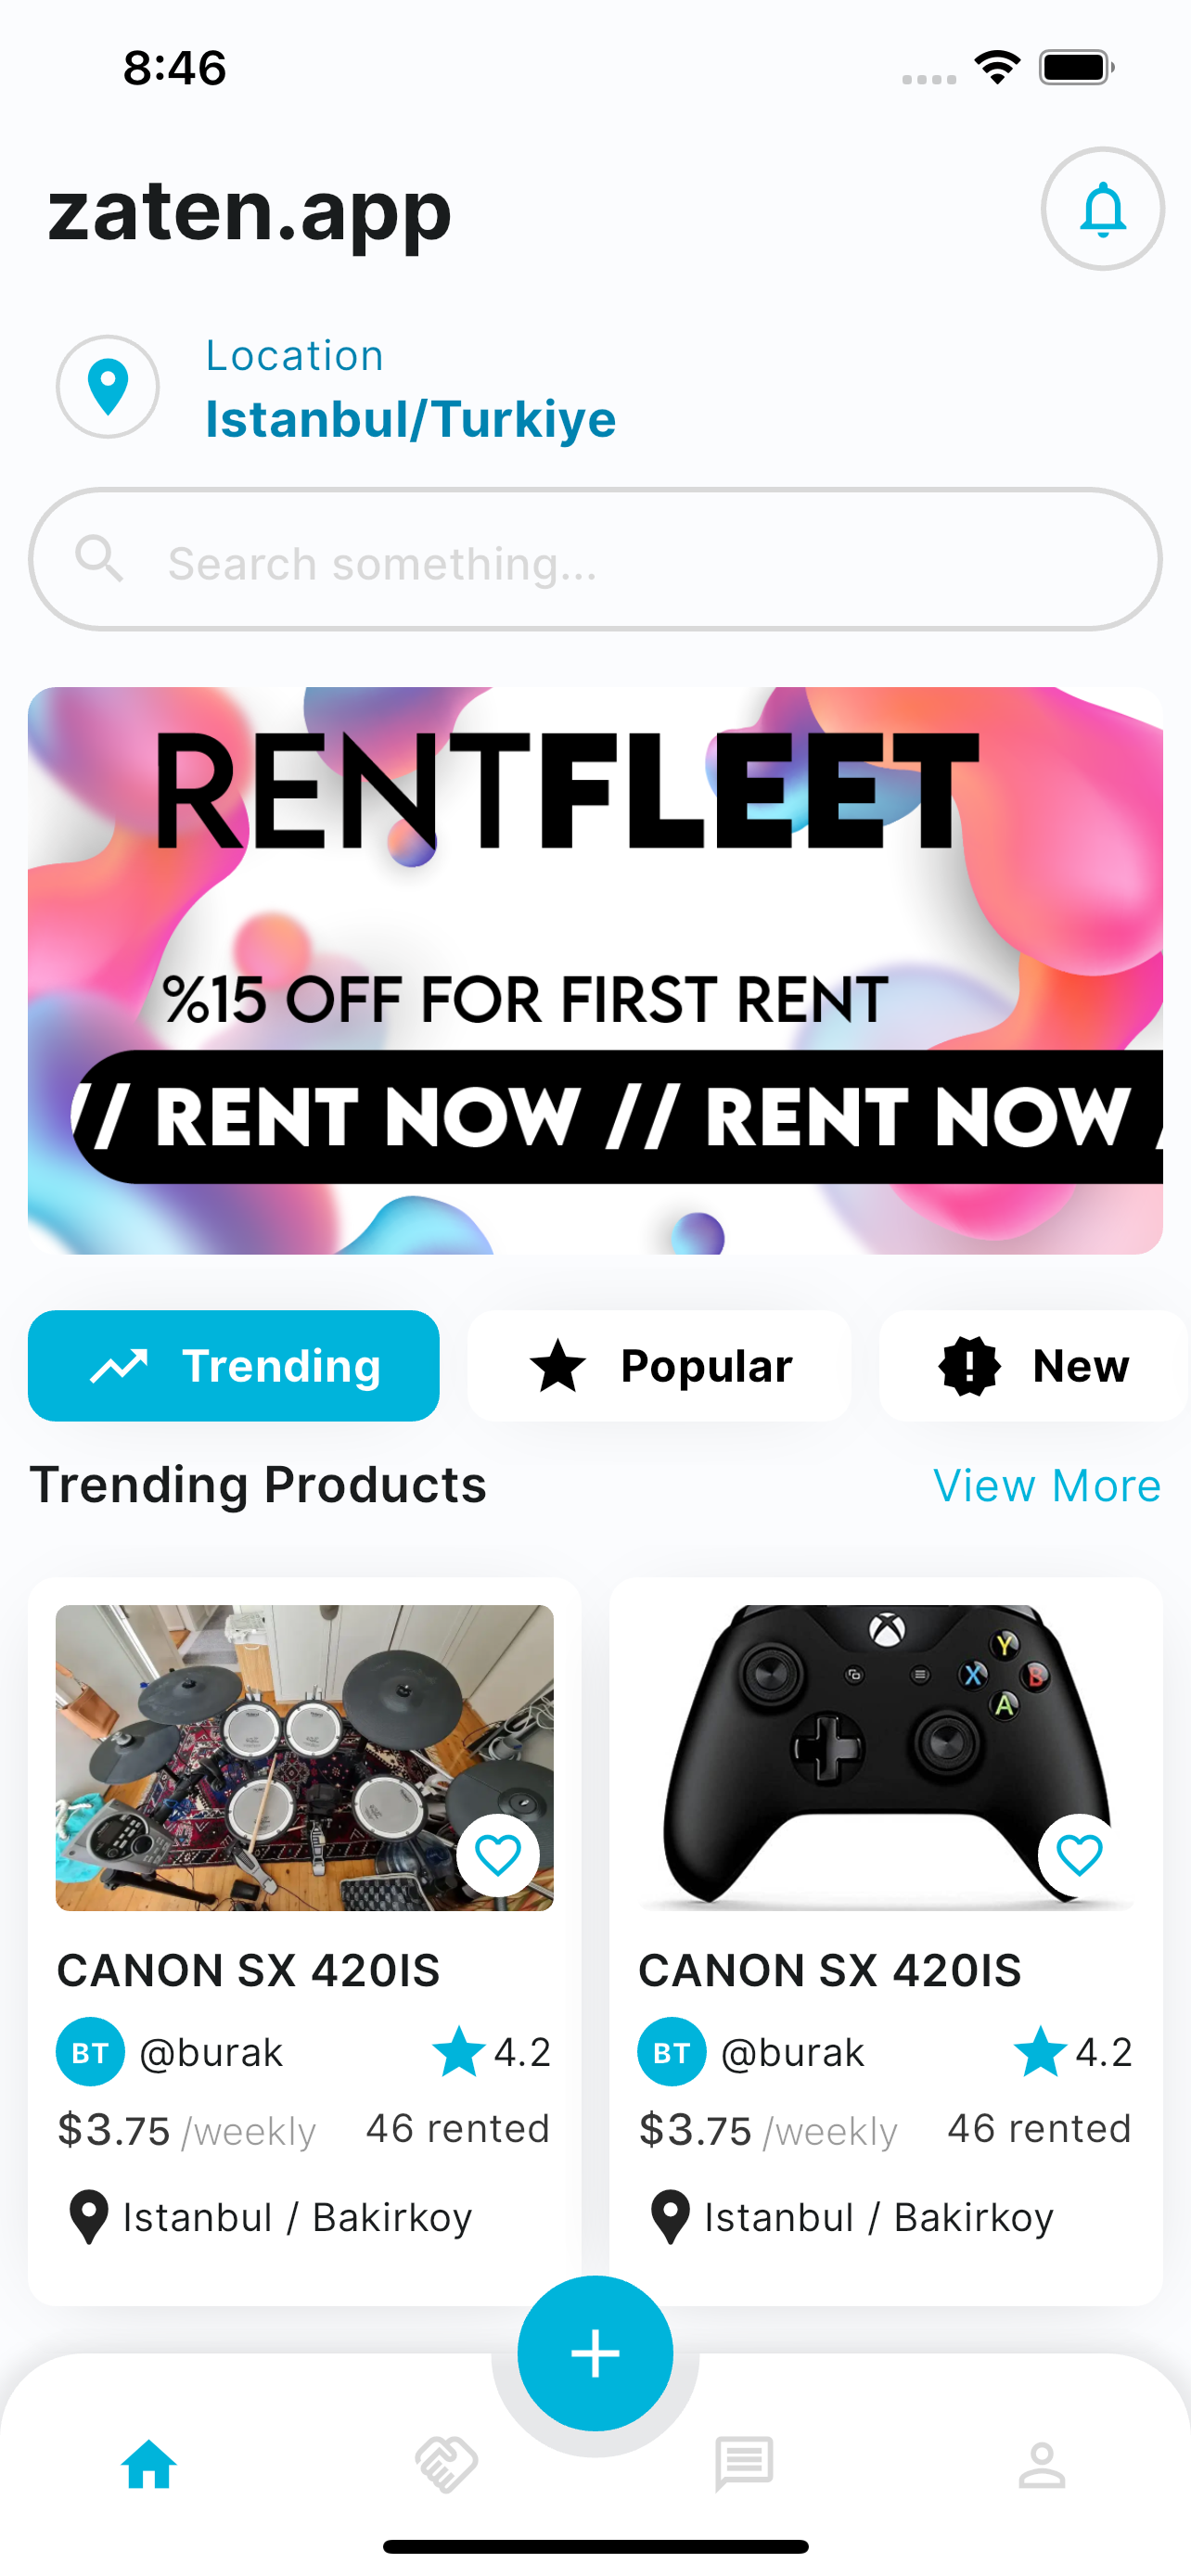 8:46
zaten.app
Location
Istanbul/Turkiye
Search something...
RENTFLEET
%15 OFF FOR FIRST RENT
// RENT NOW // RENT NOW /
Trending
Popular
New
Trending Products
View More
Y
X
B
A
CANON SX 420IS
BT @burak 4.2
$3.75 /weekly 46 rented
Istanbul / Bakirkoy
CANON SX 420IS
BT @burak 4.2
$3.75 /weekly 46 rented
Istanbul / Bakirkoy